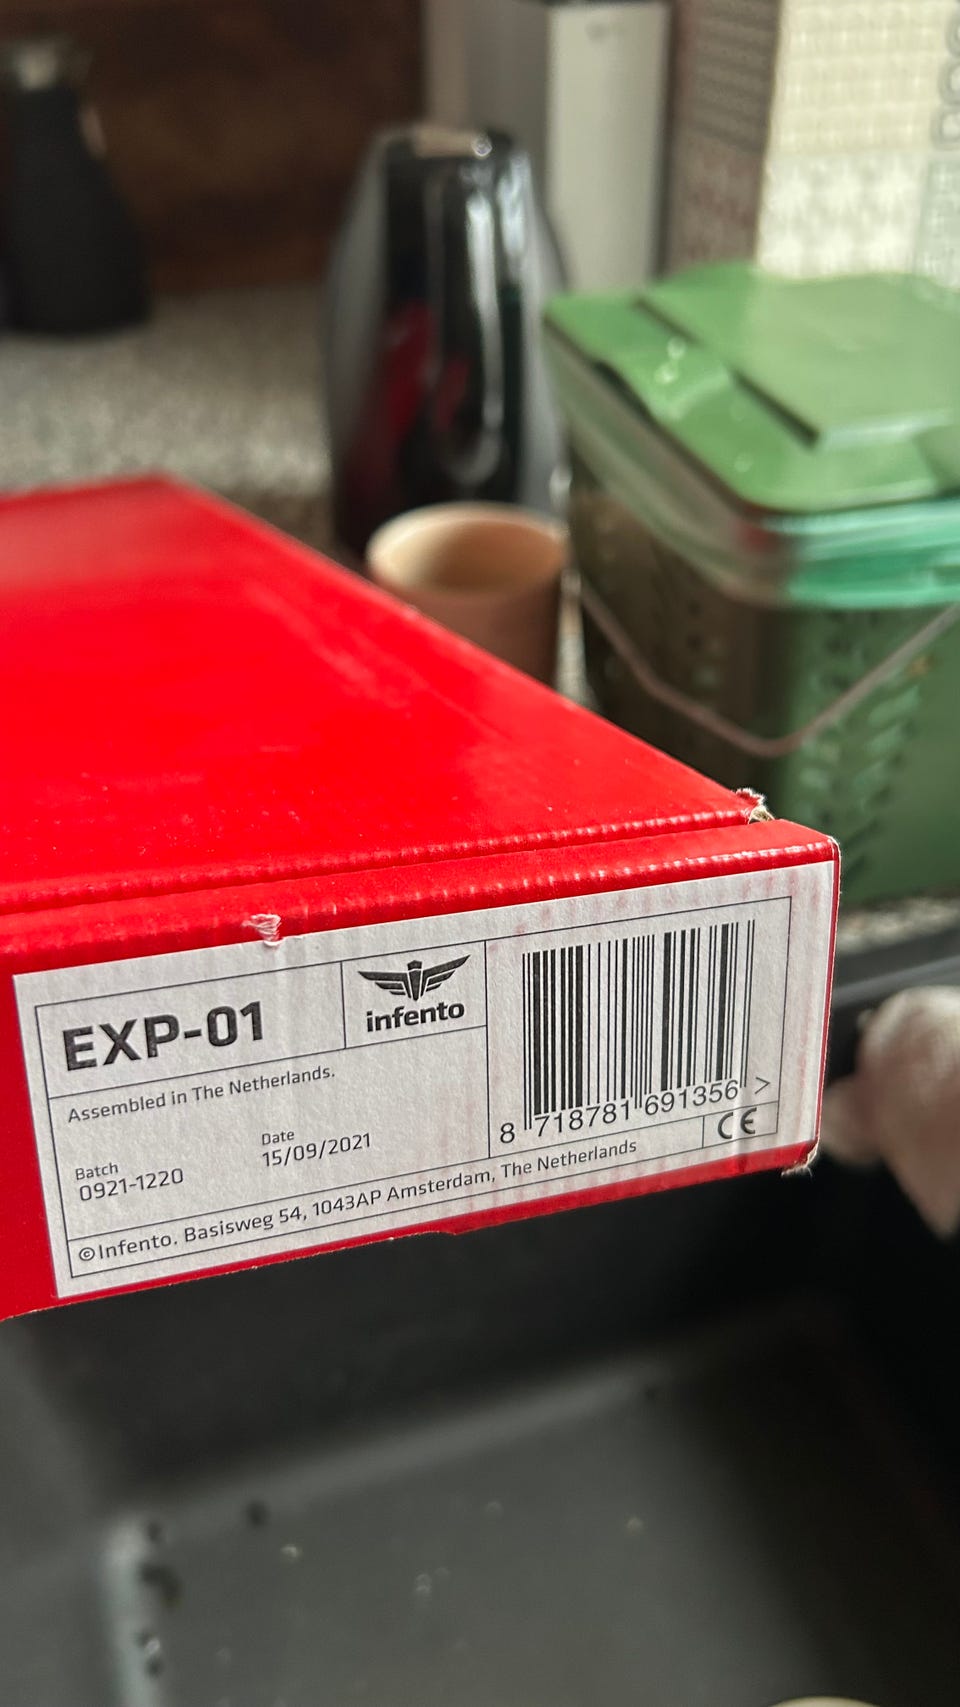 EXP-01
infento
Assembled in The Netherlands.
Batch
0921-1220
Date
15/09/2021
8 718781 691356 >
CE
©Infento. Basisweg 54, 1043AP Amsterdam, The Netherlands